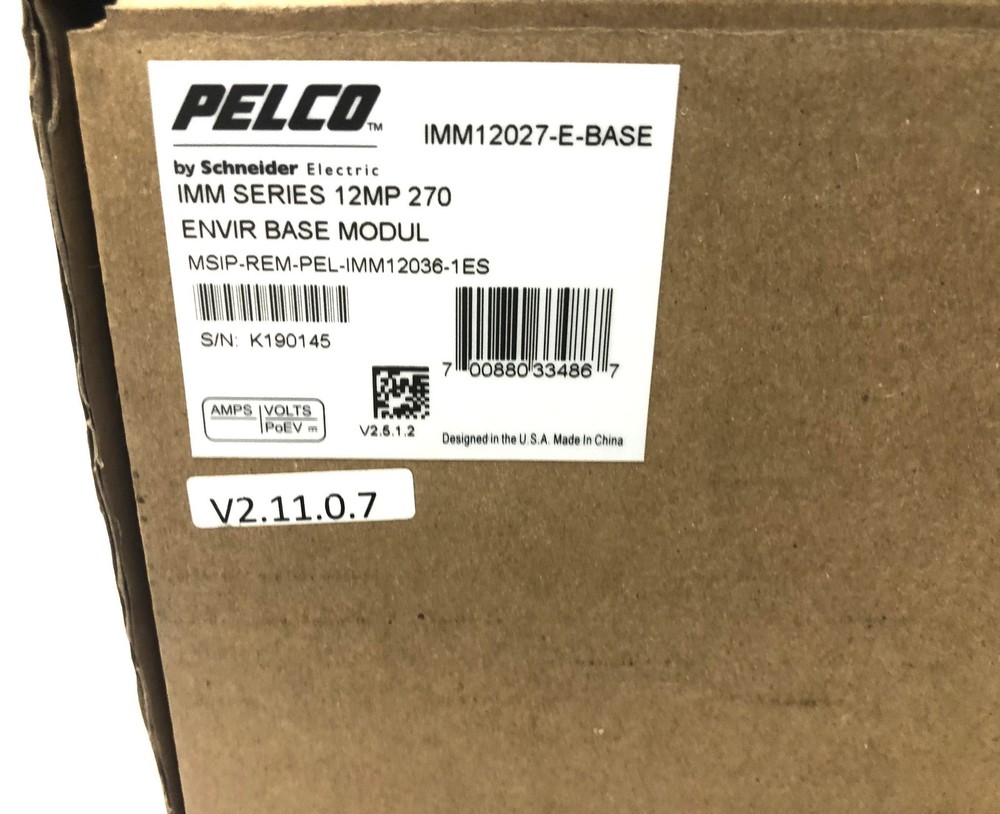 PELCO™
IMM12027-E-BASE
by Schneider Electric
IMM SERIES 12MP 270
ENVIR BASE MODUL
MSIP-REM-PEL-IMM12036-1ES
S/N: K190145
7 00880 33486 7
AMPS VOLTS
PoEV ⎓
V2.5.1.2
Designed in the U.S.A. Made In China
V2.11.0.7